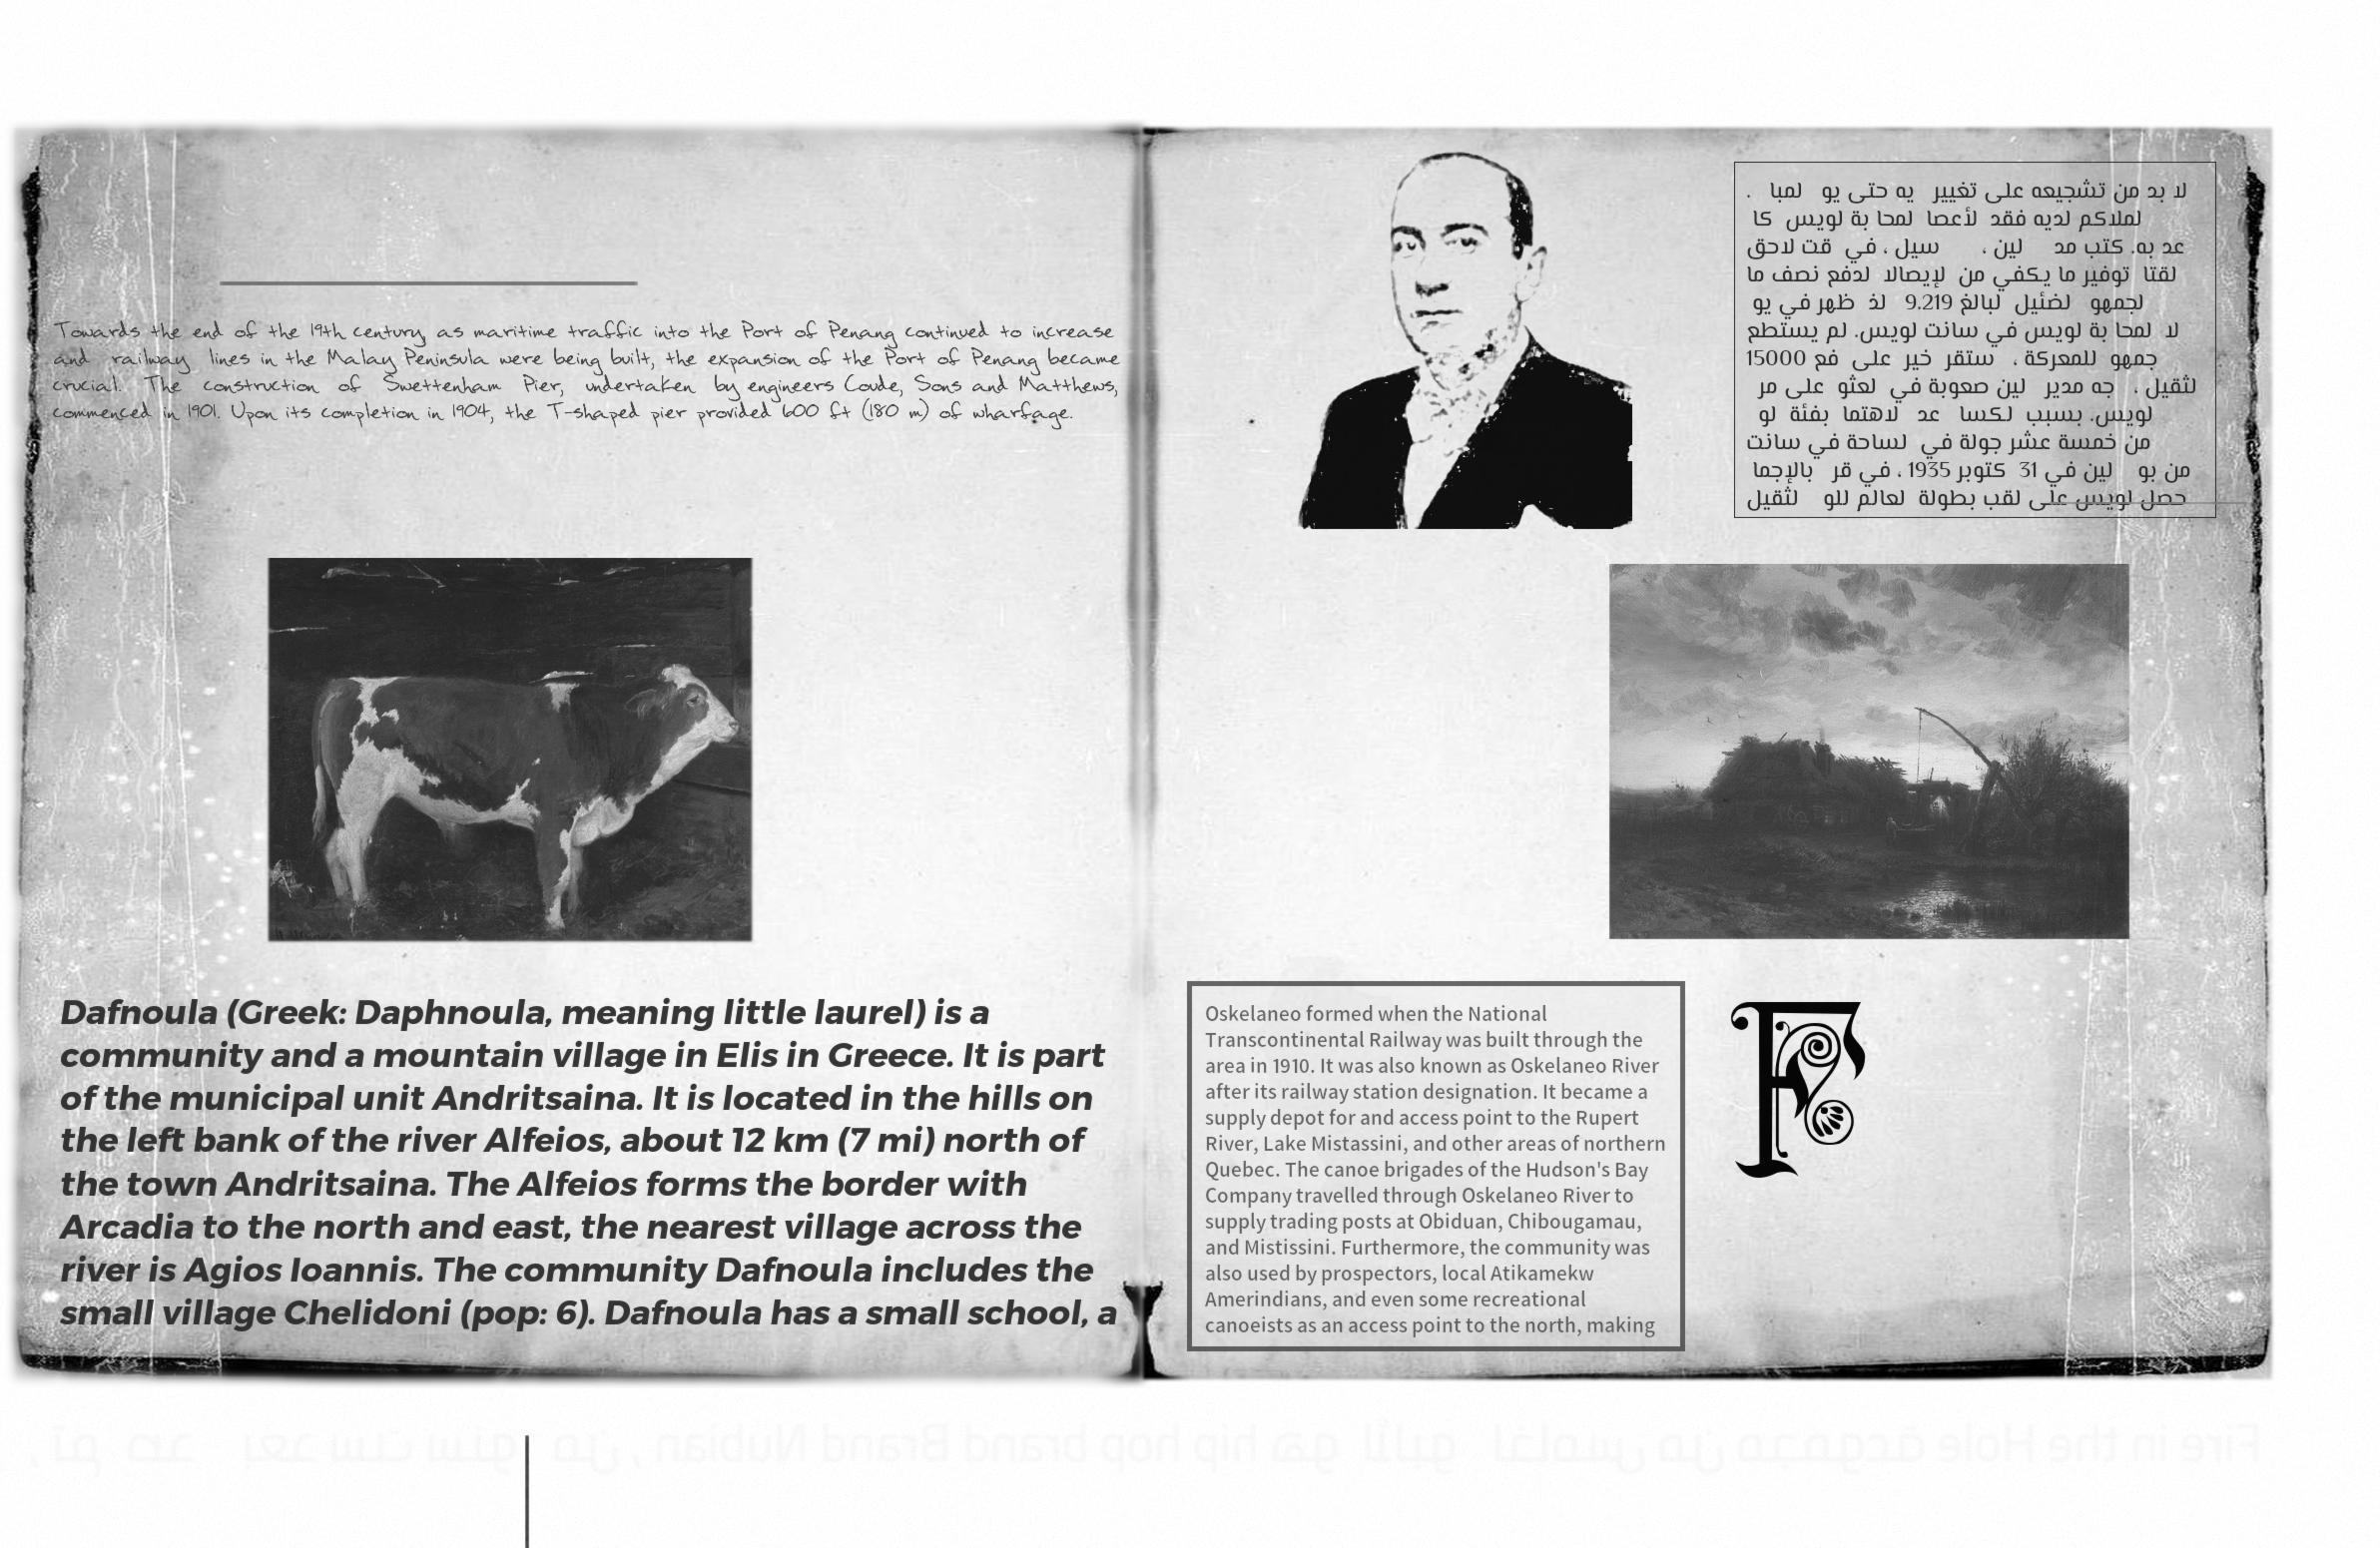 Towards the end of the 19th century, as maritime traffic into the Port of Penang continued to increase
and railway lines in the Malay Peninsula were being built, the expansion of the Port of Penang became
crucial. The construction of Swettenham Pier, undertaken by engineers Coude, Sons and Matthews,
commenced in 1901. Upon its completion in 1904, the T-shaped pier provided 600 ft (180 m) of wharfage.
Dafnoula (Greek: Daphnoula, meaning little laurel) is a
community and a mountain village in Elis in Greece. It is part
of the municipal unit Andritsaina. It is located in the hills on
the left bank of the river Alfeios, about 12 km (7 mi) north of
the town Andritsaina. The Alfeios forms the border with
Arcadia to the north and east, the nearest village across the
river is Agios Ioannis. The community Dafnoula includes the
small village Chelidoni (pop: 6). Dafnoula has a small school, a
لا بد من تشجيعه على تغيير يه حتى يو لمبا .
لملاكم لديه فقد لأعصا لمحا بة لويس كا
عد به. كتب مد لين ، سيل ، في قت لاحق
لقتا توفير ما يكفي من لإيصالا لدفع نصف ما
لجمهو لضئيل لبالغ 9.219 لذ ظهر في يو
لا لمحا بة لويس في سانت لويس. لم يستطع
جمهو للمعركة ، ستقر خير على فع 15000
لثقيل . جه مدير لين صعوبة في لعثو على مر
لويس. بسبب لكسا عد لاهتما بفئة لو
من خمسة عشر جولة في لساحة في سانت
من بو لين في 31 كتوبر 1935 ، في قر بالإجما
حصل لويس على لقب بطولة لعالم للو لثقيل
Oskelaneo formed when the National
Transcontinental Railway was built through the
area in 1910. It was also known as Oskelaneo River
after its railway station designation. It became a
supply depot for and access point to the Rupert
River, Lake Mistassini, and other areas of northern
Quebec. The canoe brigades of the Hudson's Bay
Company travelled through Oskelaneo River to
supply trading posts at Obiduan, Chibougamau,
and Mistissini. Furthermore, the community was
also used by prospectors, local Atikamekw
Amerindians, and even some recreational
canoeists as an access point to the north, making
F
Fire in the Hole hip hop brand Brand Nubian